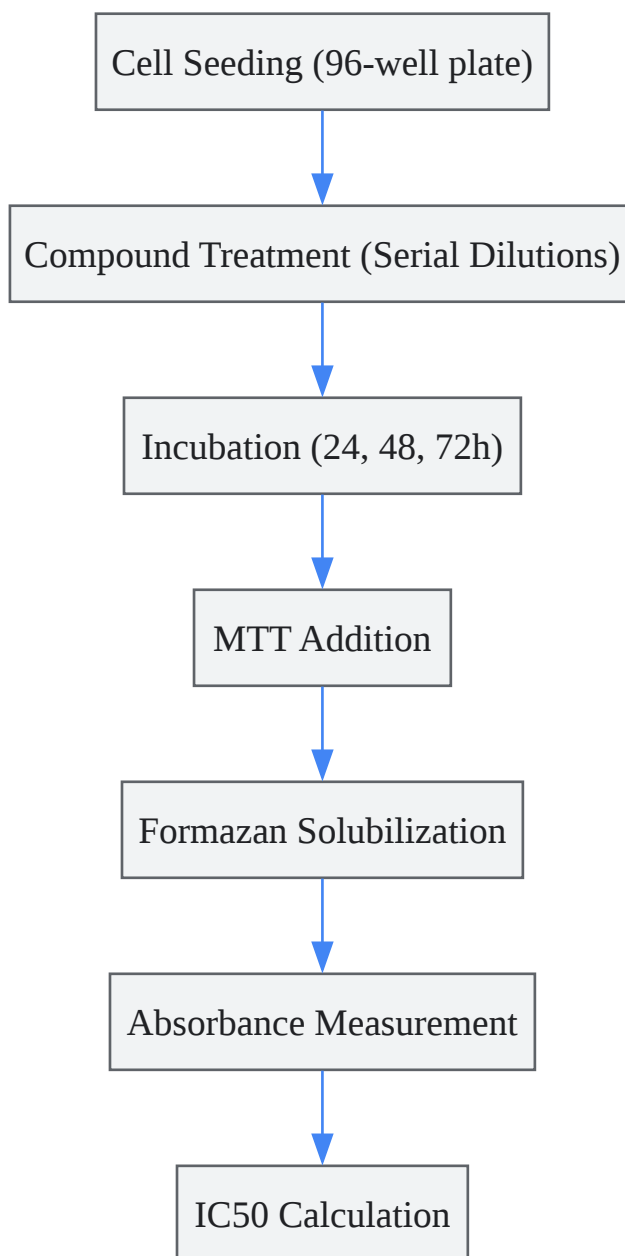 Cell Seeding (96-well plate)
Compound Treatment (Serial Dilutions)
Incubation (24, 48, 72h)
MTT Addition
Formazan Solubilization
Absorbance Measurement
IC50 Calculation